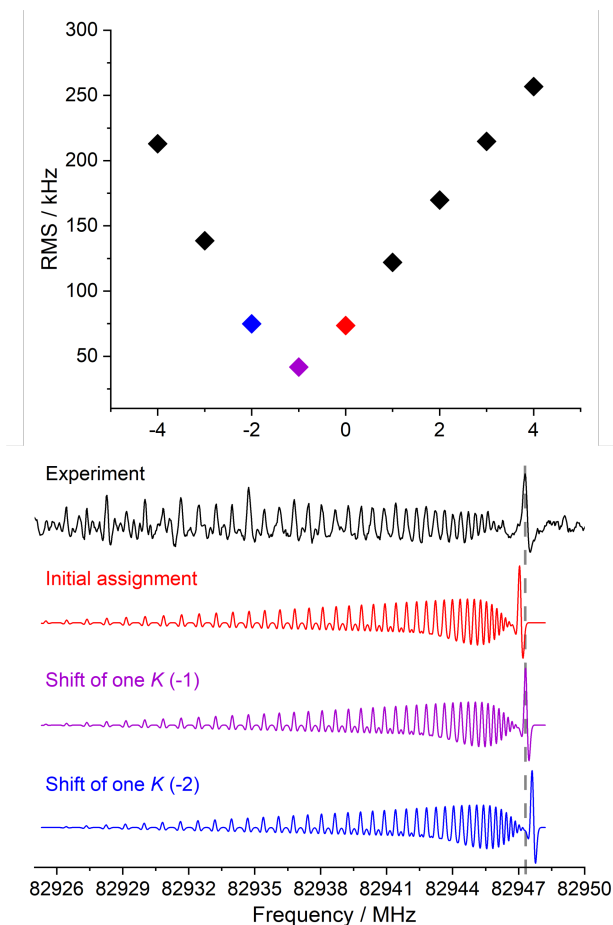 300
250
200
150
100
50
RMS / kHz
-4
-2
0
2
4
Experiment
Initial assignment
Shift of one K (-1)
Shift of one K (-2)
82926 82929 82932 82935 82938 82941 82944 82947 82950
Frequency / MHz